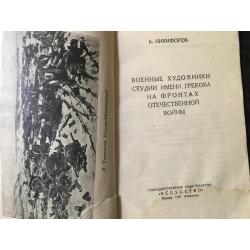 Б. НИКИФОРОВ
ВОЕННЫЕ ХУДОЖНИКИ
СТУДИИ ИМЕНИ ГРЕКОВА
НА ФРОНТАХ
ОТЕЧЕСТВЕННОЙ
ВОЙНЫ
ГОСУДАРСТВЕННОЕ ИЗДАТЕЛЬСТВО
«ИСКУССТВО»